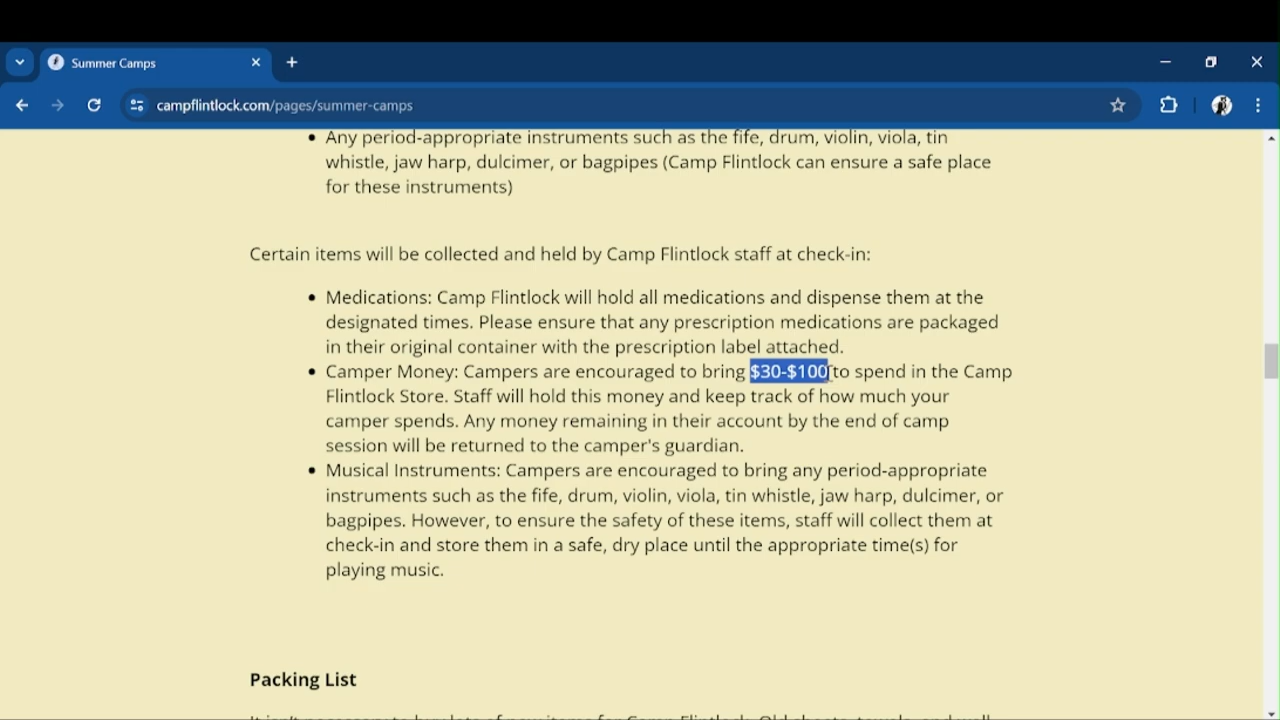 Summer Camps
campflintlock.com/pages/summer-camps
• Any period-appropriate instruments such as the fife, drum, violin, viola, tin
whistle, jaw harp, dulcimer, or bagpipes (Camp Flintlock can ensure a safe place
for these instruments)
Certain items will be collected and held by Camp Flintlock staff at check-in:
• Medications: Camp Flintlock will hold all medications and dispense them at the
designated times. Please ensure that any prescription medications are packaged
in their original container with the prescription label attached.
• Camper Money: Campers are encouraged to bring $30-$100 to spend in the Camp
Flintlock Store. Staff will hold this money and keep track of how much your
camper spends. Any money remaining in their account by the end of camp
session will be returned to the camper's guardian.
• Musical Instruments: Campers are encouraged to bring any period-appropriate
instruments such as the fife, drum, violin, viola, tin whistle, jaw harp, dulcimer, or
bagpipes. However, to ensure the safety of these items, staff will collect them at
check-in and store them in a safe, dry place until the appropriate time(s) for
playing music.
Packing List